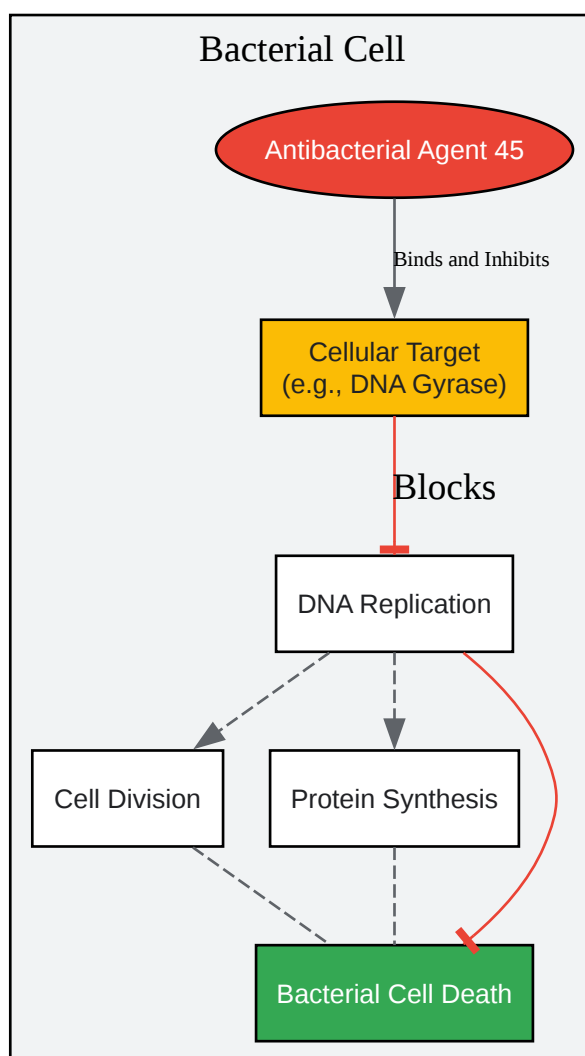 Bacterial Cell
Antibacterial Agent 45
Binds and Inhibits
Cellular Target
(e.g., DNA Gyrase)
Blocks
DNA Replication
Cell Division
Protein Synthesis
Bacterial Cell Death